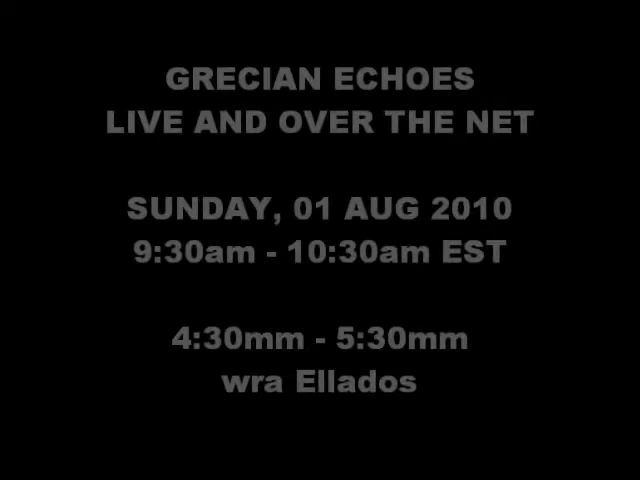 GRECIAN ECHOES
LIVE AND OVER THE NET
SUNDAY, 01 AUG 2010
9:30am - 10:30am EST
4:30mm - 5:30mm
wra Ellados